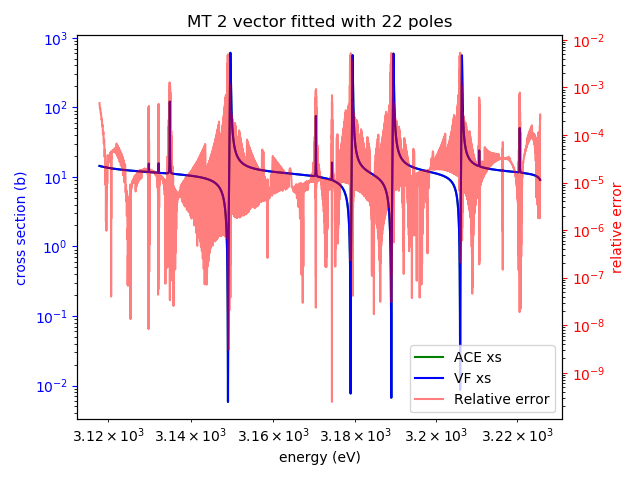 MT 2 vector fitted with 22 poles
10³
10²
10¹
10⁰
10⁻¹
10⁻²
cross section (b)
10⁻²
10⁻³
10⁻⁴
10⁻⁵
10⁻⁶
10⁻⁷
10⁻⁸
10⁻⁹
relative error
ACE xs
VF xs
Relative error
3.12 × 10³ 3.14 × 10³ 3.16 × 10³ 3.18 × 10³ 3.2 × 10³ 3.22 × 10³
energy (eV)